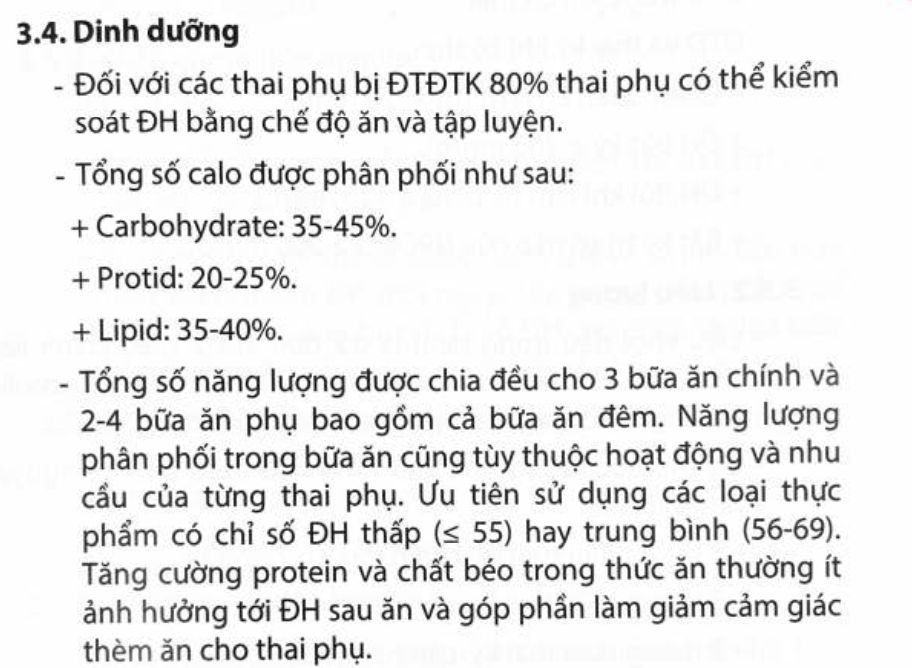 3.4. Dinh dưỡng
- Đối với các thai phụ bị ĐTĐTK 80% thai phụ có thể kiểm
soát ĐH bằng chế độ ăn và tập luyện.
- Tổng số calo được phân phối như sau:
+ Carbohydrate: 35-45%.
+ Protid: 20-25%.
+ Lipid: 35-40%.
- Tổng số năng lượng được chia đều cho 3 bữa ăn chính và
2-4 bữa ăn phụ bao gồm cả bữa ăn đêm. Năng lượng
phân phối trong bữa ăn cũng tùy thuộc hoạt động và nhu
cầu của từng thai phụ. Ưu tiên sử dụng các loại thực
phẩm có chỉ số ĐH thấp (≤ 55) hay trung bình (56-69).
Tăng cường protein và chất béo trong thức ăn thường ít
ảnh hưởng tới ĐH sau ăn và góp phần làm giảm cảm giác
thèm ăn cho thai phụ.